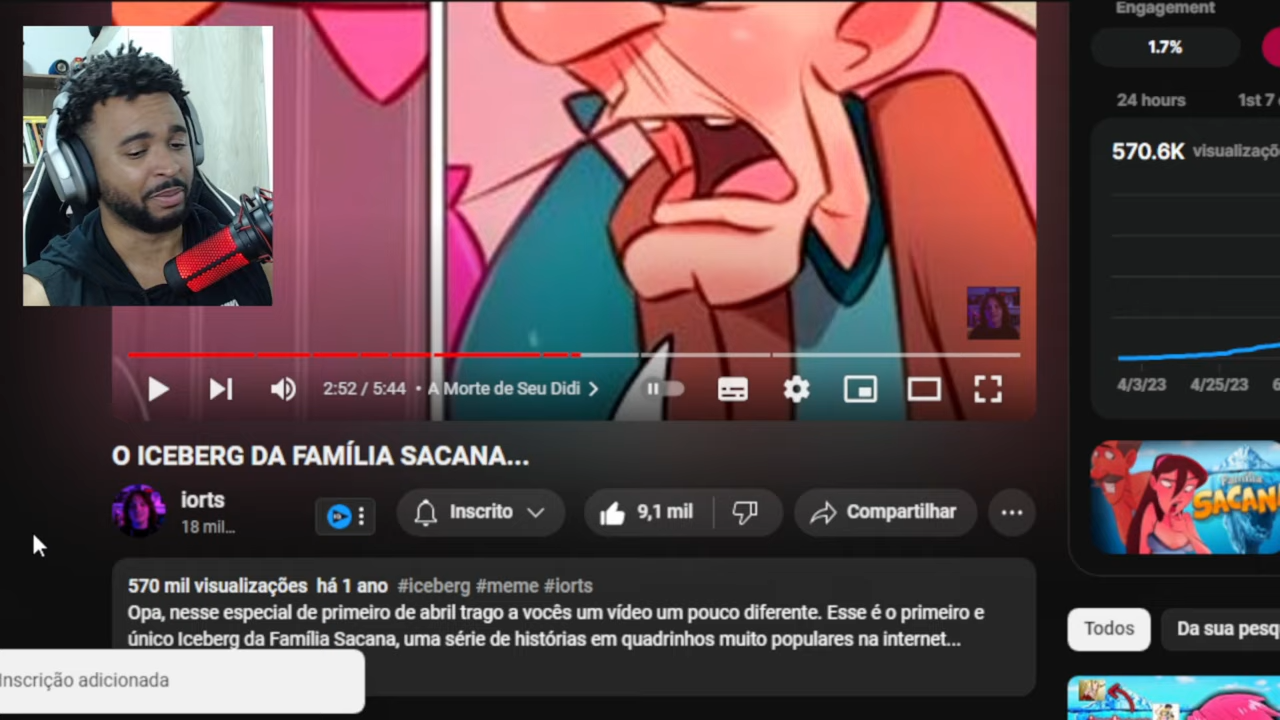 Engagement
1.7%
24 hours
1st 7
570.6K visualizaçõ
4/3/23 4/25/23 6
2:52 / 5:44 • A Morte de Seu Didi
O ICEBERG DA FAMÍLIA SACANA...
iorts
18 mil...
Inscrito
9,1 mil
Compartilhar
570 mil visualizações há 1 ano #iceberg #meme #iorts
Opa, nesse especial de primeiro de abril trago a vocês um vídeo um pouco diferente. Esse é o primeiro e
único Iceberg da Família Sacana, uma série de histórias em quadrinhos muito populares na internet...
Inscrição adicionada
Família
SACAN
Todos
Da sua pesq